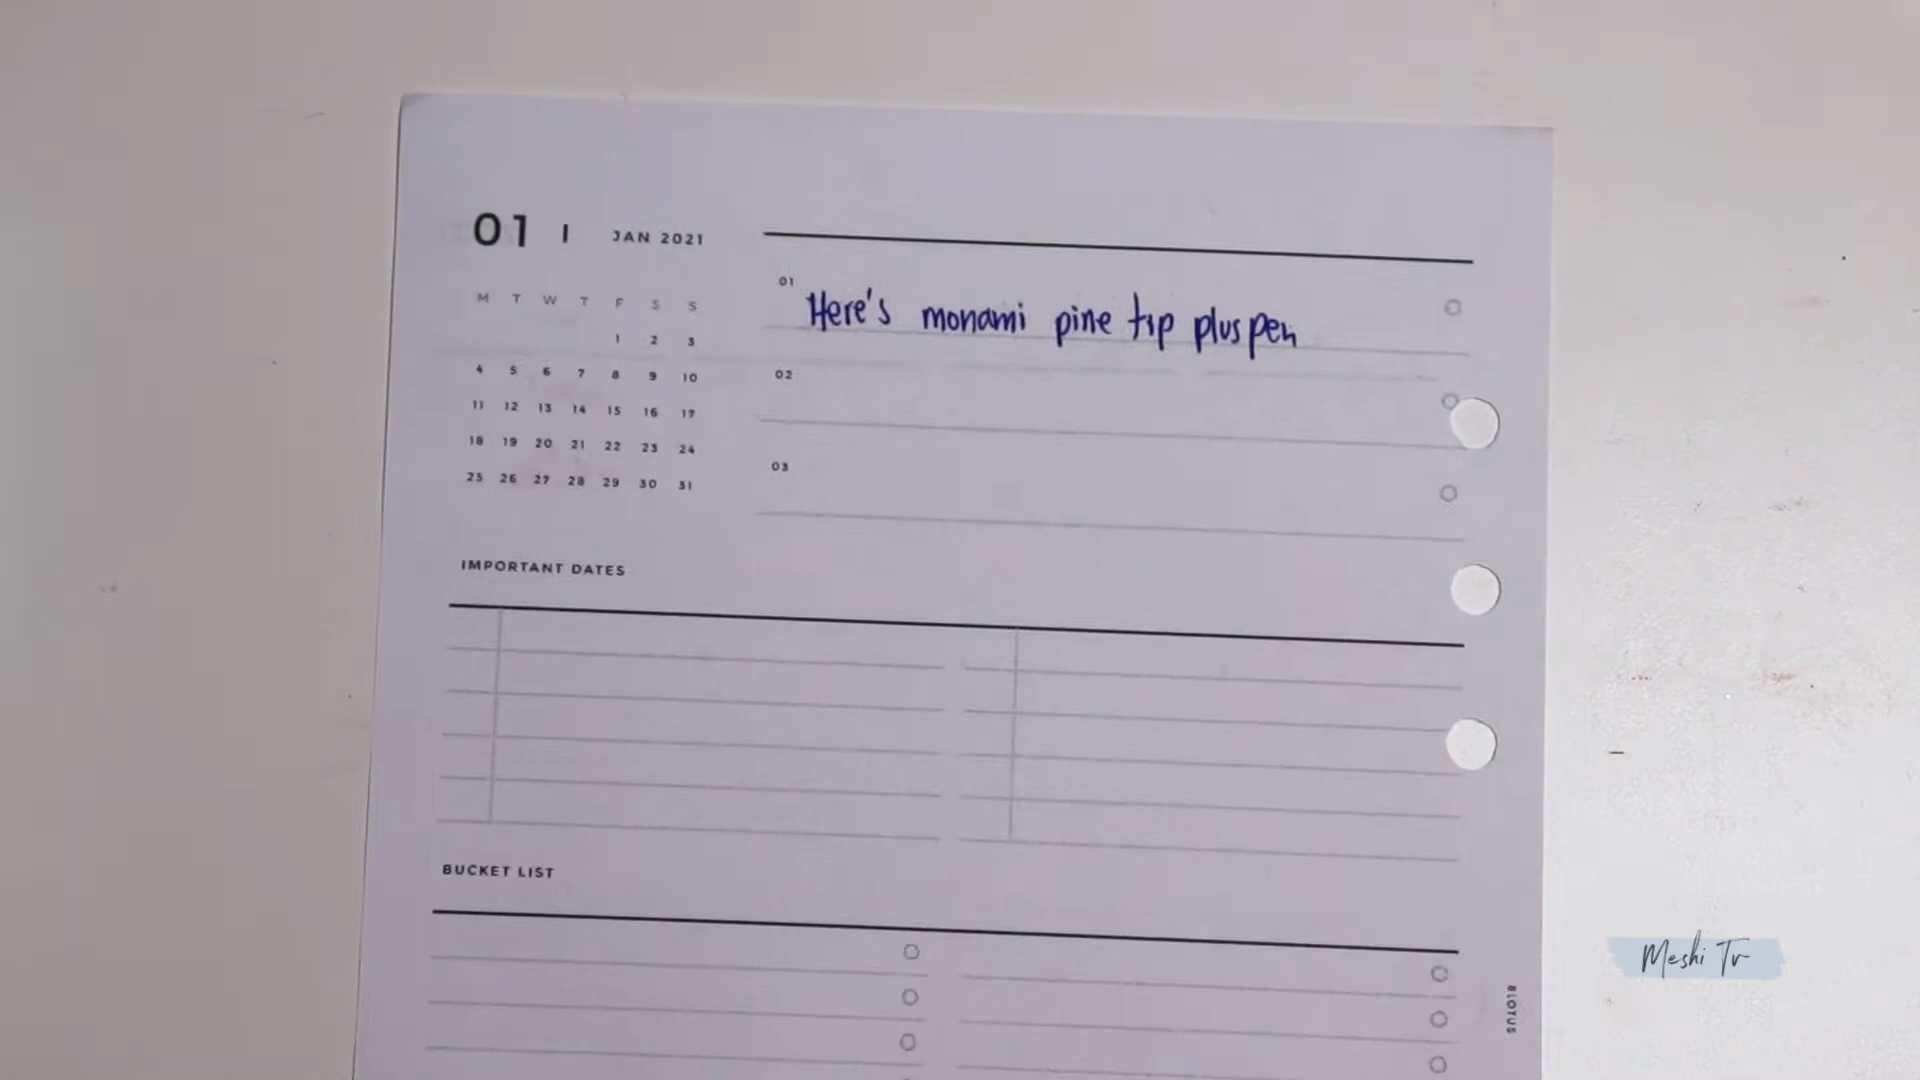 01 | JAN 2021
M T W T F S S
1 2 3
4 5 6 7 8 9 10
11 12 13 14 15 16 17
18 19 20 21 22 23 24
25 26 27 28 29 30 31
01 Here's monami pine tip plus pen
02
03
IMPORTANT DATES
BUCKET LIST
BLOTUS
Meshi Tv